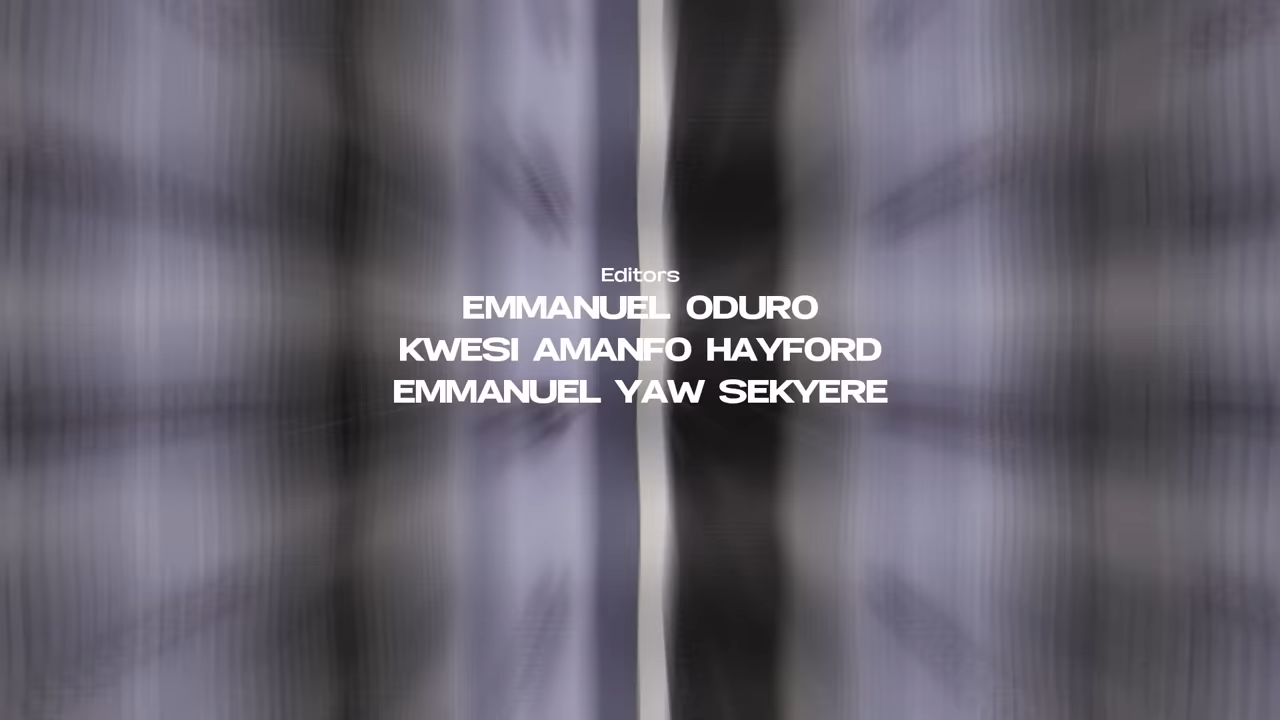 Editors
EMMANUEL ODURO
KWESI AMANFO HAYFORD
EMMANUEL YAW SEKYERE